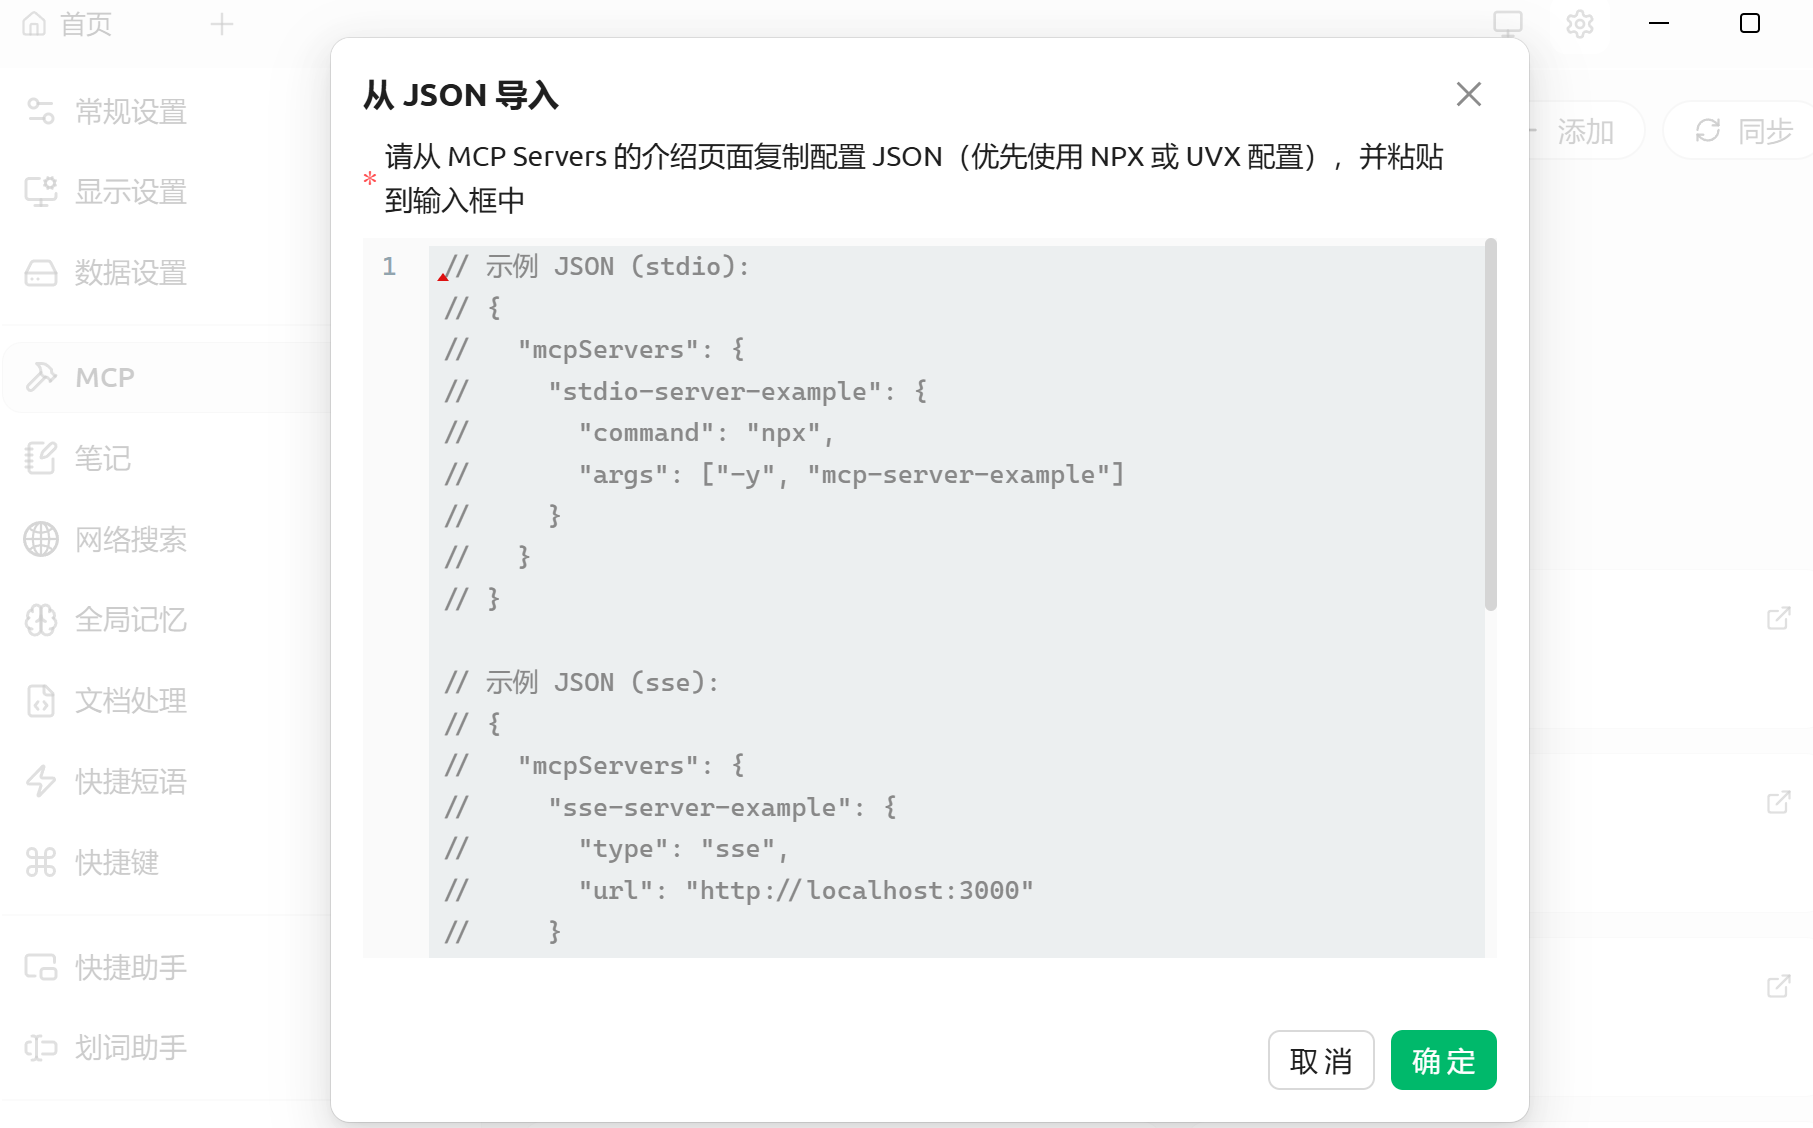 首页
常规设置
显示设置
数据设置
MCP
笔记
网络搜索
全局记忆
文档处理
快捷短语
快捷键
快捷助手
划词助手
添加
同步
从 JSON 导入
* 请从 MCP Servers 的介绍页面复制配置 JSON（优先使用 NPX 或 UVX 配置），并粘贴
到输入框中
1
// 示例 JSON (stdio):
// {
//   "mcpServers": {
//     "stdio-server-example": {
//       "command": "npx",
//       "args": ["-y", "mcp-server-example"]
//     }
//   }
// }
// 示例 JSON (sse):
// {
//   "mcpServers": {
//     "sse-server-example": {
//       "type": "sse",
//       "url": "http://localhost:3000"
//     }
取消
确定